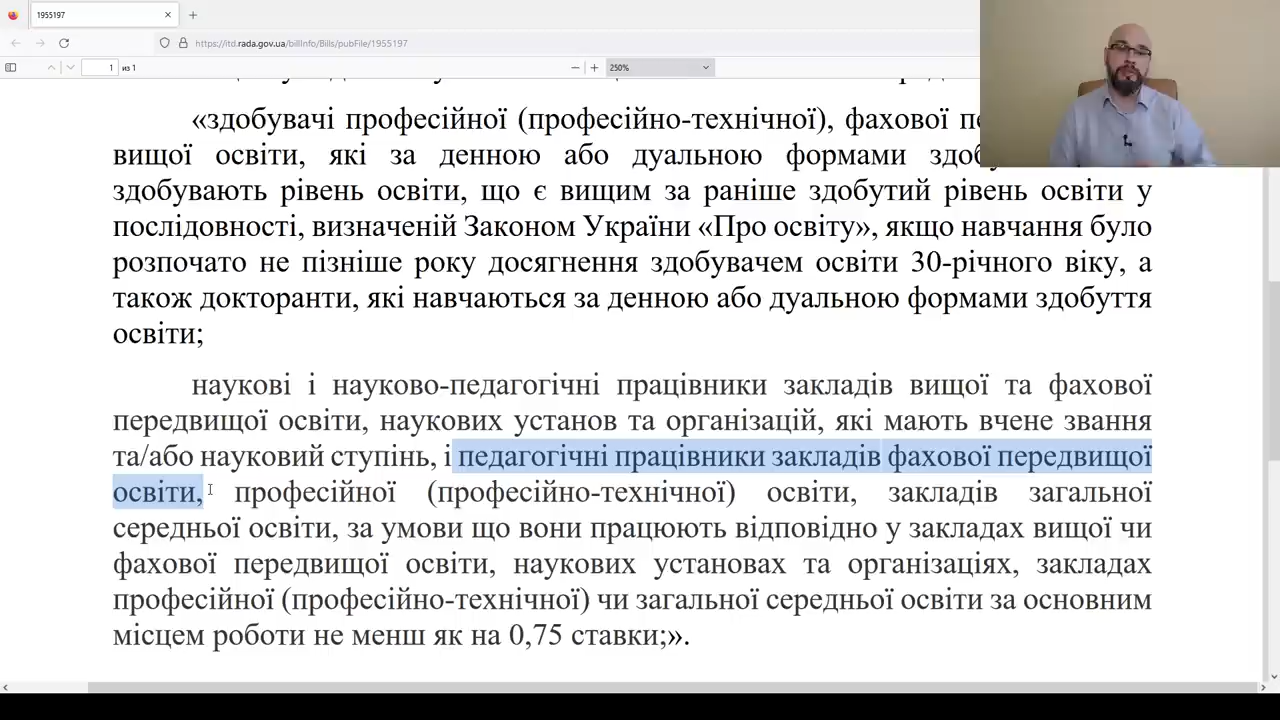 1955197
https://itd.rada.gov.ua/billInfo/Bills/pubFile/1955197
1 из 1
250%
«здобувачі професійної (професійно-технічної), фахової
вищої освіти, які за денною або дуальною формами
здобувають рівень освіти, що є вищим за раніше здобутий рівень освіти у
послідовності, визначеній Законом України «Про освіту», якщо навчання було
розпочато не пізніше року досягнення здобувачем освіти 30-річного віку, а
також докторанти, які навчаються за денною або дуальною формами здобуття
освіти;
наукові і науково-педагогічні працівники закладів вищої та фахової
передвищої освіти, наукових установ та організацій, які мають вчене звання
та/або науковий ступінь, і педагогічні працівники закладів фахової передвищої
освіти, професійної (професійно-технічної) освіти, закладів загальної
середньої освіти, за умови що вони працюють відповідно у закладах вищої чи
фахової передвищої освіти, наукових установах та організаціях, закладах
професійної (професійно-технічної) чи загальної середньої освіти за основним
місцем роботи не менш як на 0,75 ставки;».